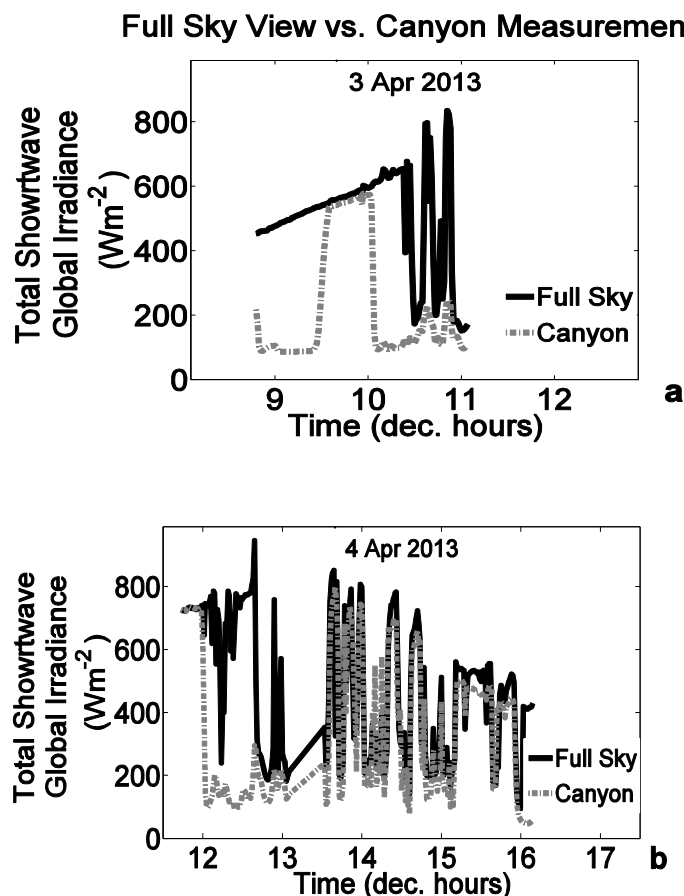 Full Sky View vs. Canyon Measuremen
3 Apr 2013
Total Showrtwave
Global Irradiance
(Wm-2)
800
600
400
200
0
Full Sky
Canyon
9 10 11 12
Time (dec. hours)
a
4 Apr 2013
Total Showrtwave
Global Irradiance
(Wm-2)
800
600
400
200
0
Full Sky
Canyon
12 13 14 15 16 17
Time (dec. hours)
b